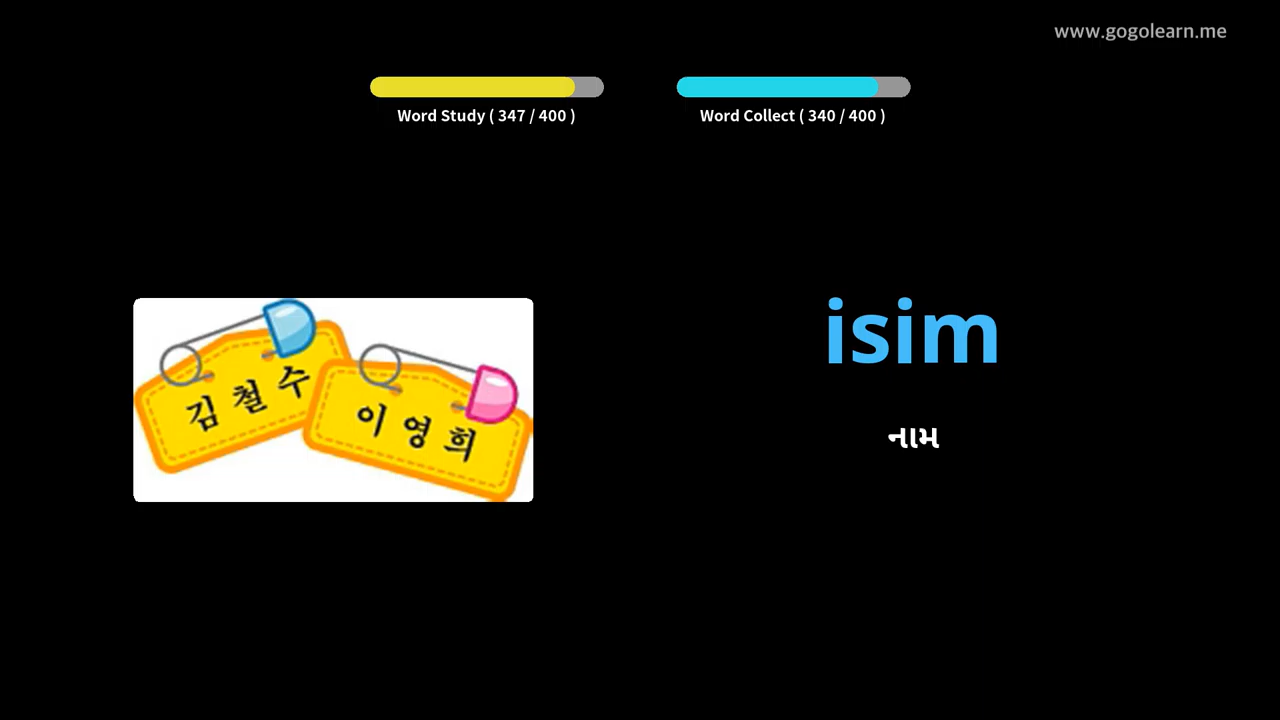 www.gogolearn.me
Word Study ( 347 / 400 )
Word Collect ( 340 / 400 )
김철수
이영희
isim
નામ